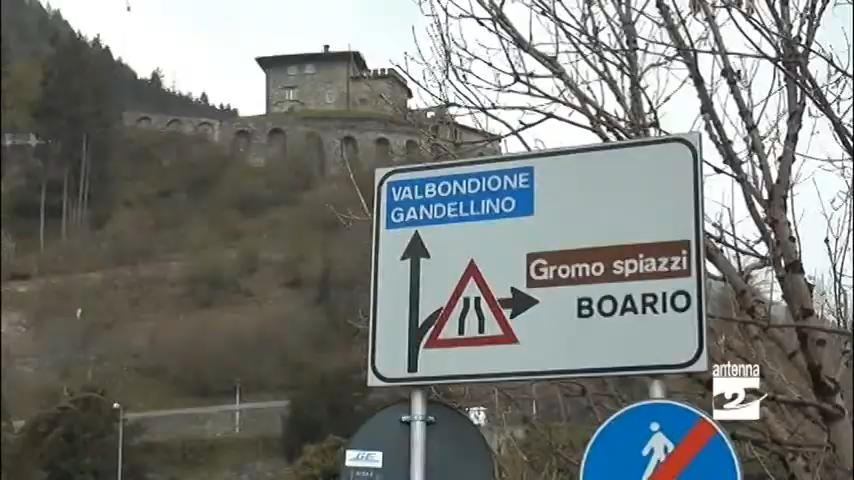 VALBONDIONE
GANDELLINO
Gromo spiazzi
BOARIO
antenna
2